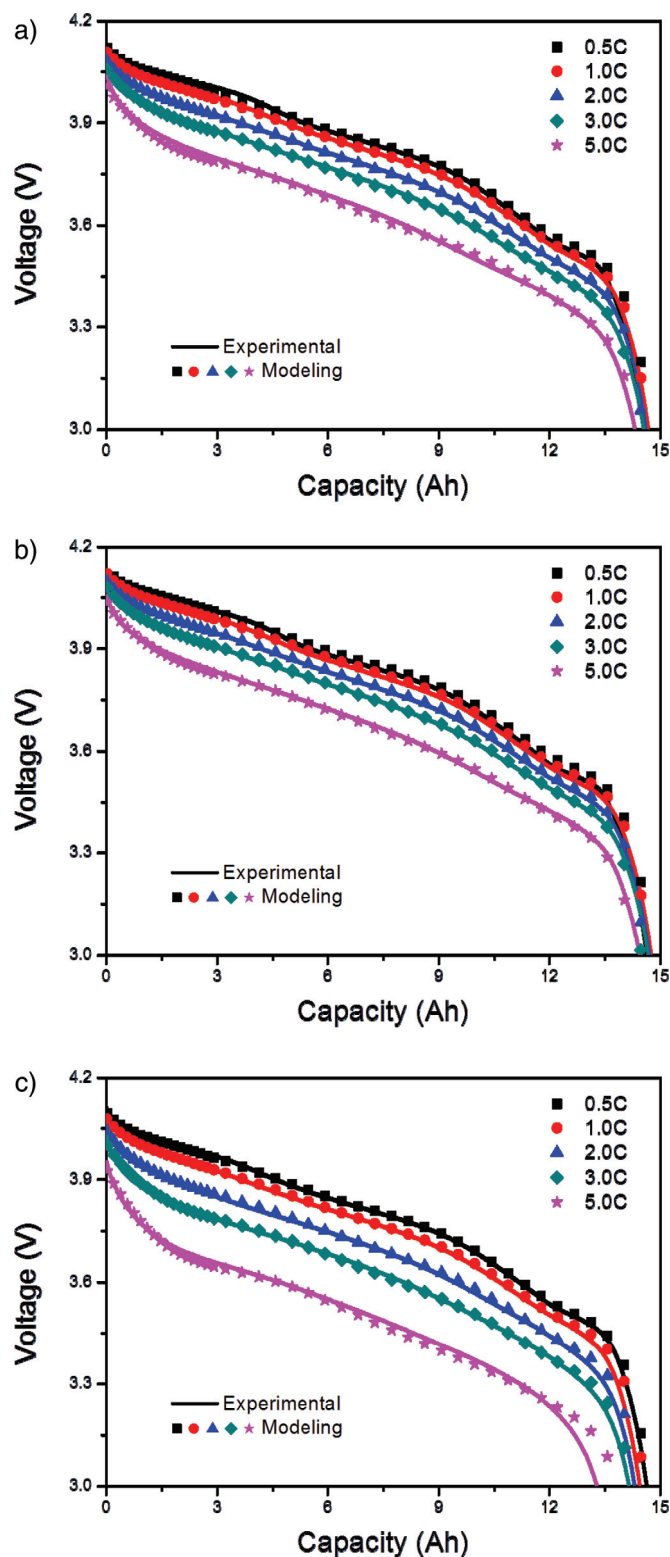 a)
4.2
3.9
3.6
3.3
3.0
Voltage (V)
0.5C
1.0C
2.0C
3.0C
5.0C
Experimental
Modeling
0 3 6 9 12 15
Capacity (Ah)
b)
4.2
3.9
3.6
3.3
3.0
Voltage (V)
0.5C
1.0C
2.0C
3.0C
5.0C
Experimental
Modeling
0 3 6 9 12 15
Capacity (Ah)
c)
4.2
3.9
3.6
3.3
3.0
Voltage (V)
0.5C
1.0C
2.0C
3.0C
5.0C
Experimental
Modeling
0 3 6 9 12 15
Capacity (Ah)